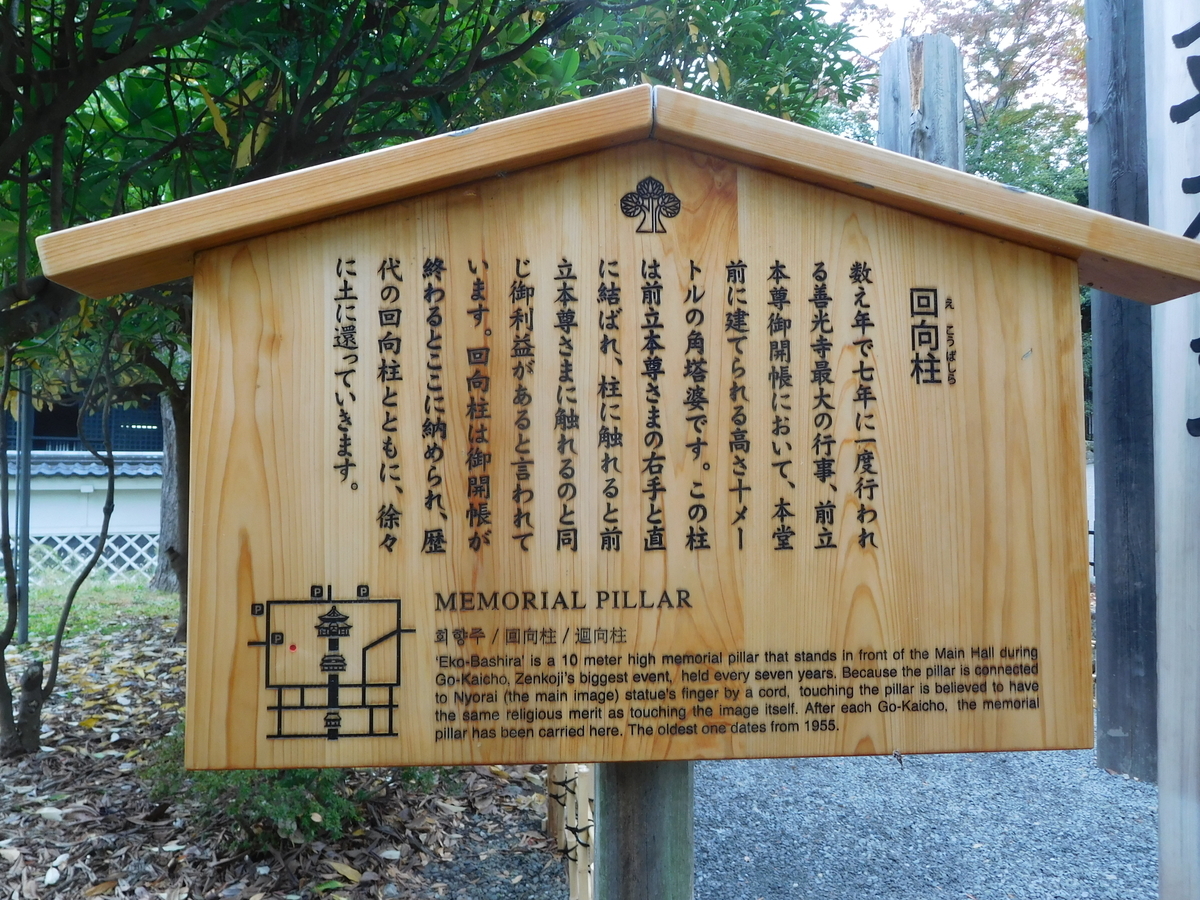 回向柱
えこうばしら
数え年で七年に一度行われ
る善光寺最大の行事、前立
本尊御開帳において、本堂
前に建てられる高さ十メー
トルの角塔婆です。この柱
は前立本尊さまの右手と直
に結ばれ、柱に触れると前
立本尊さまに触れるのと同
じ御利益があると言われて
います。回向柱は御開帳が
終わるとここに納められ、歴
代の回向柱とともに、徐々
に土に還っていきます。
P
P
P
P
MEMORIAL PILLAR
회향주 / 回向柱 / 迴向柱
'Eko-Bashira' is a 10 meter high memorial pillar that stands in front of the Main Hall during
Go-Kaicho, Zenkoji's biggest event, held every seven years. Because the pillar is connected
to Nyorai (the main image) statue's finger by a cord, touching the pillar is believed to have
the same religious merit as touching the image itself. After each Go-Kaicho, the memorial
pillar has been carried here. The oldest one dates from 1955.